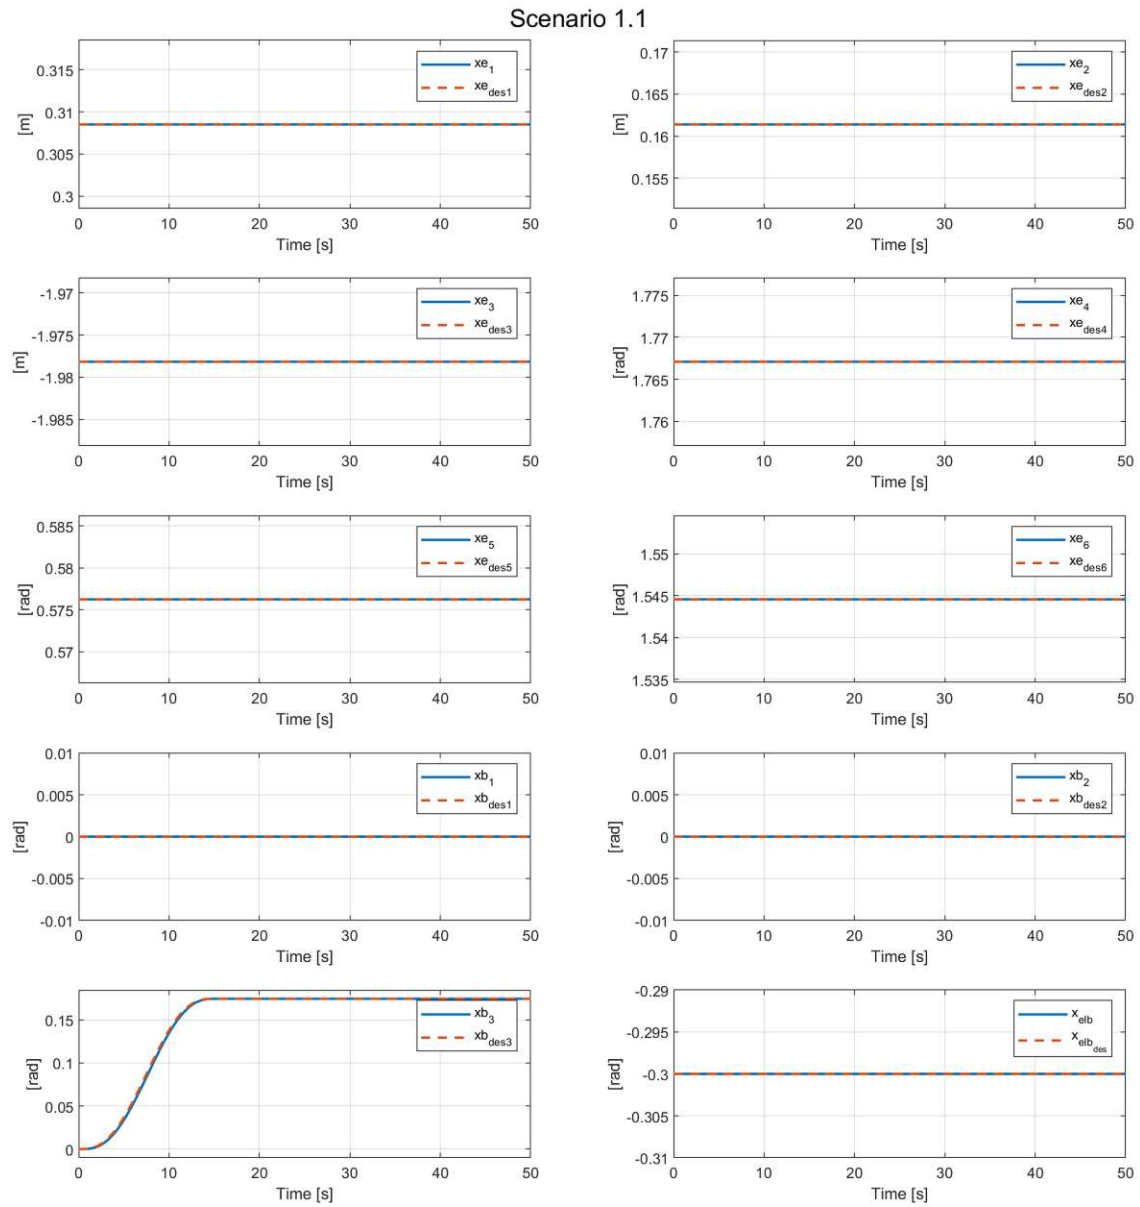 Scenario 1.1
0.315
0.31
0.305
0.3
[m]
xe1
xedes1
0 10 20 30 40 50
Time [s]
0.17
0.165
0.16
0.155
[m]
xe2
xedes2
0 10 20 30 40 50
Time [s]
-1.97
-1.975
-1.98
-1.985
[m]
xe3
xedes3
0 10 20 30 40 50
Time [s]
1.775
1.77
1.765
1.76
[rad]
xe4
xedes4
0 10 20 30 40 50
Time [s]
0.585
0.58
0.575
0.57
[rad]
xe5
xedes5
0 10 20 30 40 50
Time [s]
1.55
1.545
1.54
1.535
[rad]
xe6
xedes6
0 10 20 30 40 50
Time [s]
0.01
0.005
0
-0.005
-0.01
[rad]
xb1
xbdes1
0 10 20 30 40 50
Time [s]
0.01
0.005
0
-0.005
-0.01
[rad]
xb2
xbdes2
0 10 20 30 40 50
Time [s]
0.15
0.1
0.05
0
[rad]
xb3
xbdes3
0 10 20 30 40 50
Time [s]
-0.29
-0.295
-0.3
-0.305
-0.31
[rad]
xelb
xelbdes
0 10 20 30 40 50
Time [s]